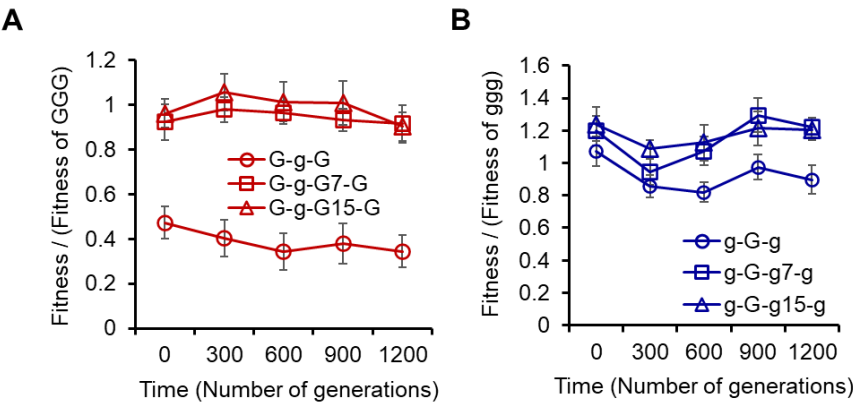 A
Fitness / (Fitness of GGG)
1.2
1
0.8
0.6
0.4
0.2
0
G-g-G
G-g-G7-G
G-g-G15-G
0 300 600 900 1200
Time (Number of generations)
B
Fitness / (Fitness of ggg)
1.6
1.4
1.2
1
0.8
0.6
0.4
0.2
0
g-G-g
g-G-g7-g
g-G-g15-g
0 300 600 900 1200
Time (Number of generations)